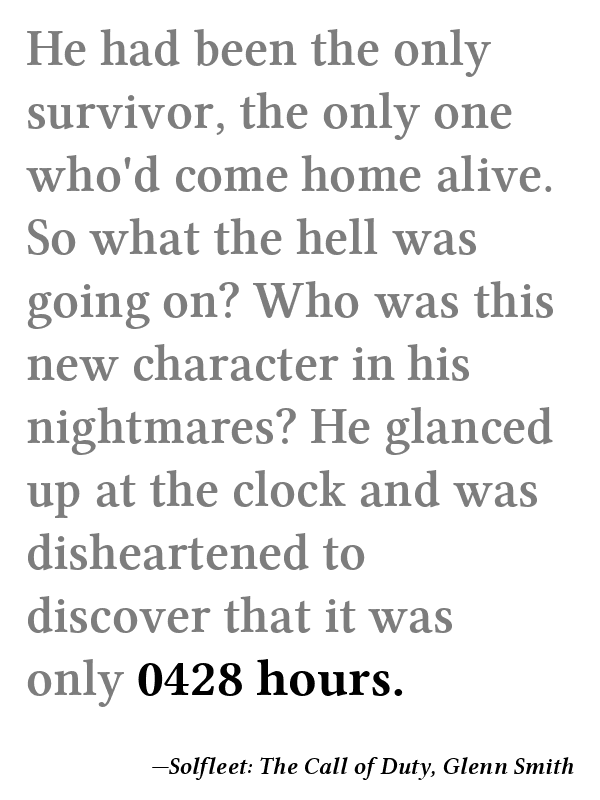 He had been the only
survivor, the only one
who'd come home alive.
So what the hell was
going on? Who was this
new character in his
nightmares? He glanced
up at the clock and was
disheartened to
discover that it was
only 0428 hours.
—Solfleet: The Call of Duty, Glenn Smith